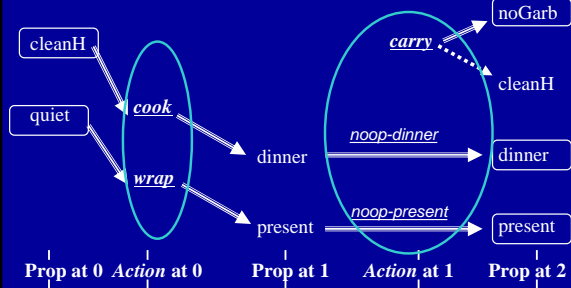 noGarb
cleanH
carry
cleanH
quiet
cook
noop-dinner
dinner
dinner
wrap
noop-present
present
present
Prop at 0 Action at 0 Prop at 1 Action at 1 Prop at 2